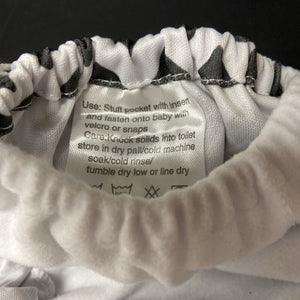 Use: Stuff pocket with insert
and fasten onto baby with
velcro or snaps
Care:Knock solids into toilet
store in dry pail/cold machine
soak/cold rinse/
tumble dry low or line dry